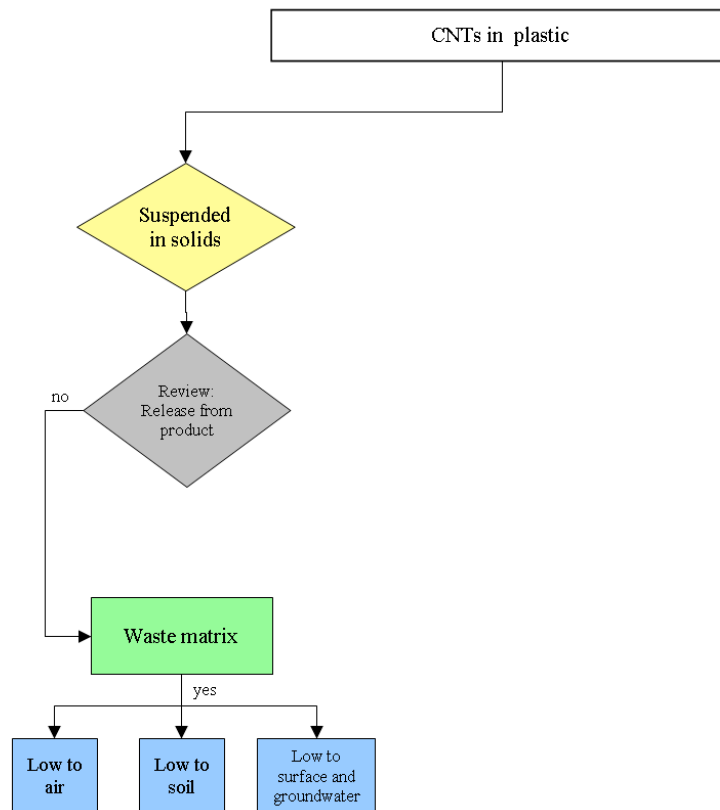 CNTs in plastic
Suspended
in solids
Review:
Release from
product
no
Waste matrix
yes
Low to
air
Low to
soil
Low to
surface and
groundwater